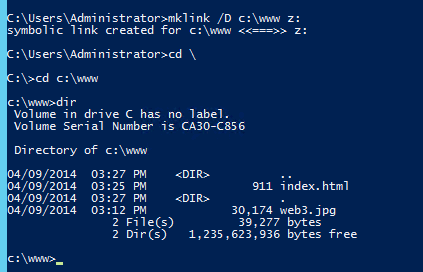 C:\Users\Administrator>mklink /D c:\www z:
symbolic link created for c:\www <<===>> z:
C:\Users\Administrator>cd \
C:\>cd c:\www
c:\www>dir
Volume in drive C has no label.
Volume Serial Number is CA30-C856
Directory of c:\www
04/09/2014 03:27 PM <DIR> ..
04/09/2014 03:25 PM 911 index.html
04/09/2014 03:27 PM <DIR> .
04/09/2014 03:12 PM 30,174 web3.jpg
2 File(s) 39,277 bytes
2 Dir(s) 1,235,623,936 bytes free
c:\www>_